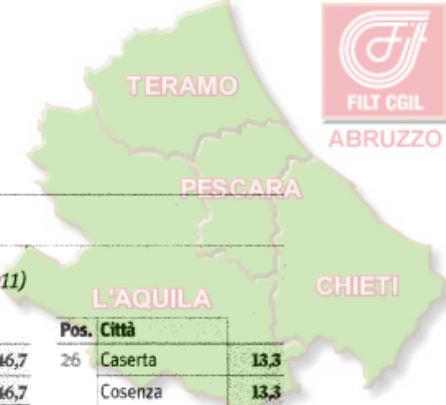 TERAMO
FILT CGIL
ABRUZZO
PESCARA
11)
L'AQUILA
CHIETI
Pos. Città
46,7 26 Caserta 13,3
46,7 Cosenza 13,3